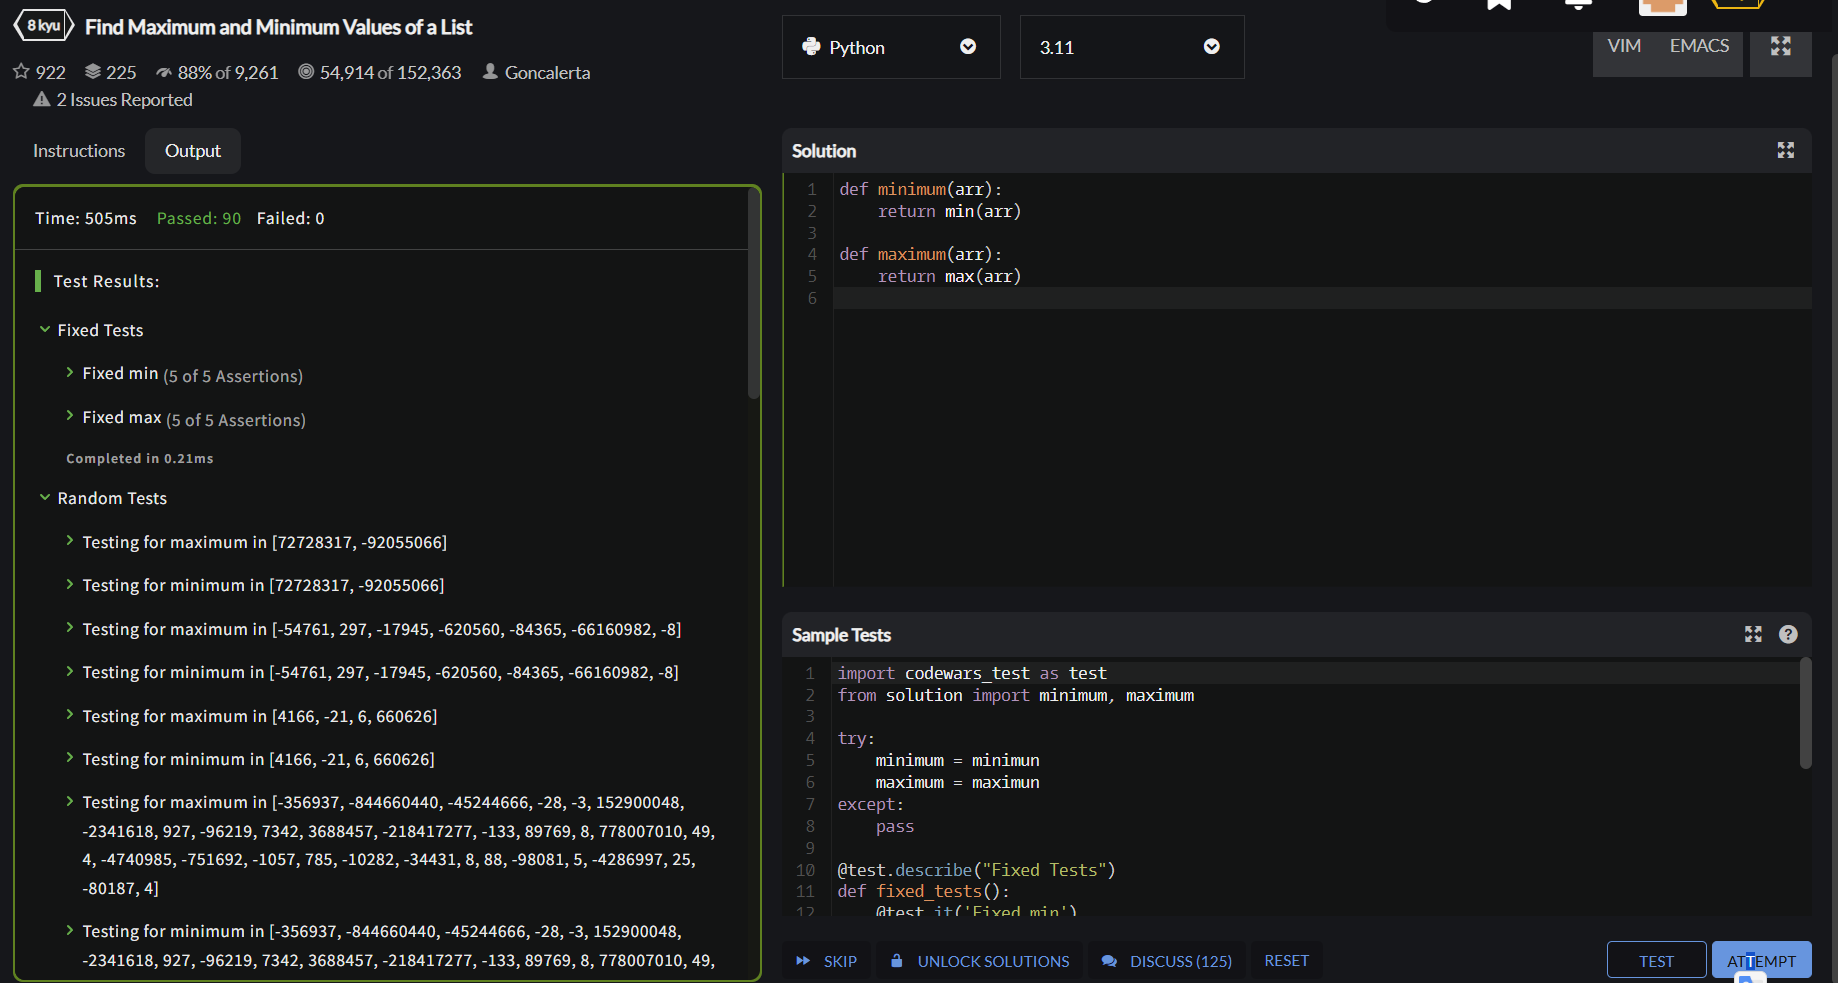 8 kyu Find Maximum and Minimum Values of a List
922 225 88% of 9,261 54,914 of 152,363 Goncalerta
2 Issues Reported
Instructions Output
Time: 505ms Passed: 90 Failed: 0
Test Results:
Fixed Tests
Fixed min (5 of 5 Assertions)
Fixed max (5 of 5 Assertions)
Completed in 0.21ms
Random Tests
Testing for maximum in [72728317, -92055066]
Testing for minimum in [72728317, -92055066]
Testing for maximum in [-54761, 297, -17945, -620560, -84365, -66160982, -8]
Testing for minimum in [-54761, 297, -17945, -620560, -84365, -66160982, -8]
Testing for maximum in [4166, -21, 6, 660626]
Testing for minimum in [4166, -21, 6, 660626]
Testing for maximum in [-356937, -844660440, -45244666, -28, -3, 152900048,
-2341618, 927, -96219, 7342, 3688457, -218417277, -133, 89769, 8, 778007010, 49,
4, -4740985, -751692, -1057, 785, -10282, -34431, 8, 88, -98081, 5, -4286997, 25,
-80187, 4]
Testing for minimum in [-356937, -844660440, -45244666, -28, -3, 152900048,
-2341618, 927, -96219, 7342, 3688457, -218417277, -133, 89769, 8, 778007010, 49,
Python 3.11 VIM EMACS
Solution
1 def minimum(arr):
2     return min(arr)
3
4 def maximum(arr):
5     return max(arr)
6
Sample Tests
1 import codewars_test as test
2 from solution import minimum, maximum
3
4 try:
5     minimum = minimun
6     maximum = maximun
7 except:
8     pass
9
10 @test.describe("Fixed Tests")
11 def fixed_tests():
12     @test.it('Fixed min')
SKIP UNLOCK SOLUTIONS DISCUSS (125) RESET TEST ATTEMPT